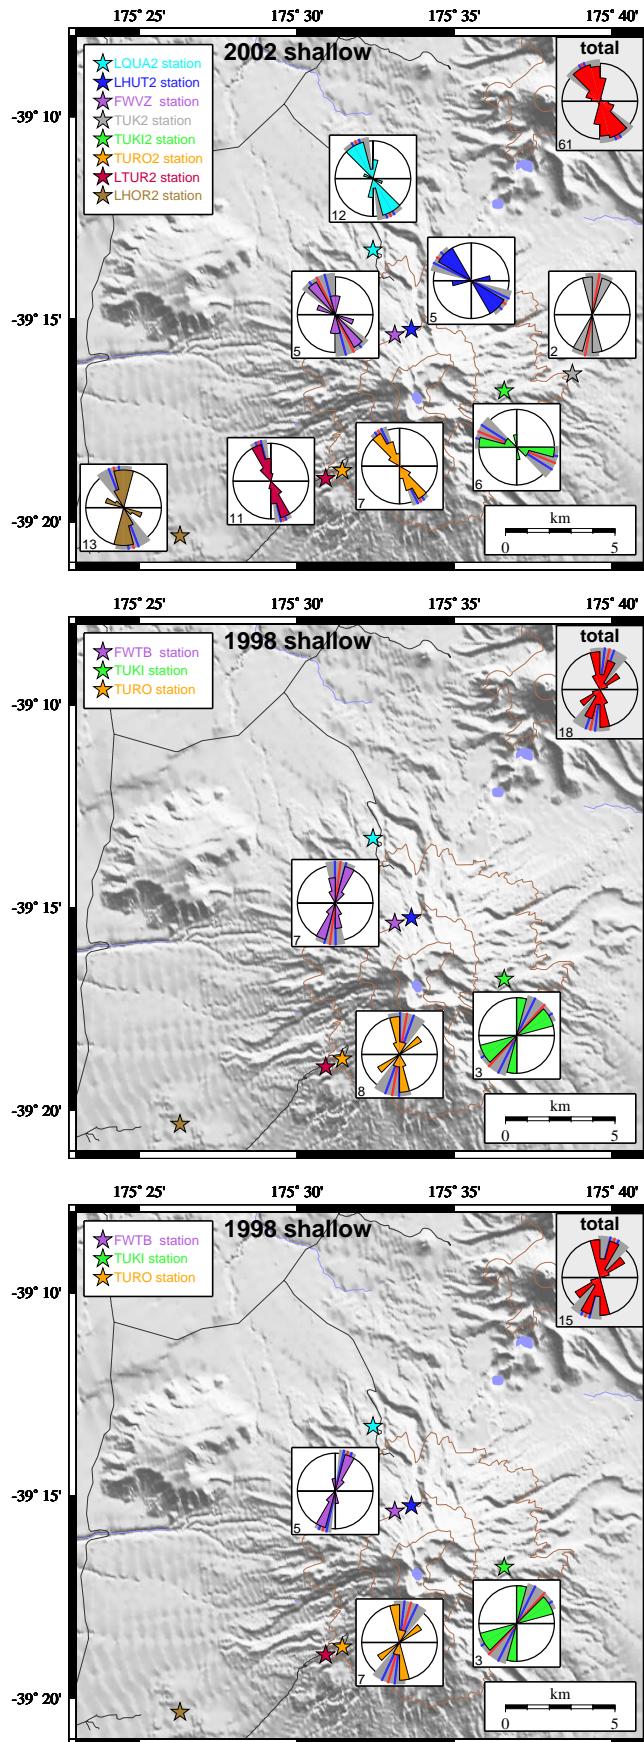 175° 25' 175° 30' 175° 35' 175° 40'
2002 shallow
total
LQUA2 station
LHUT2 station
FWVZ station
TUK2 station
TUKI2 station
TURO2 station
LTUR2 station
LHOR2 station
61
-39° 10'
12
5
-39° 15'
5
2
6
11
7
13
-39° 20'
km
0 5
175° 25' 175° 30' 175° 35' 175° 40'
1998 shallow
total
FWTB station
TUKI station
TURO station
18
-39° 10'
-39° 15'
7
3
8
-39° 20'
km
0 5
175° 25' 175° 30' 175° 35' 175° 40'
1998 shallow
total
FWTB station
TUKI station
TURO station
15
-39° 10'
-39° 15'
5
3
7
-39° 20'
km
0 5